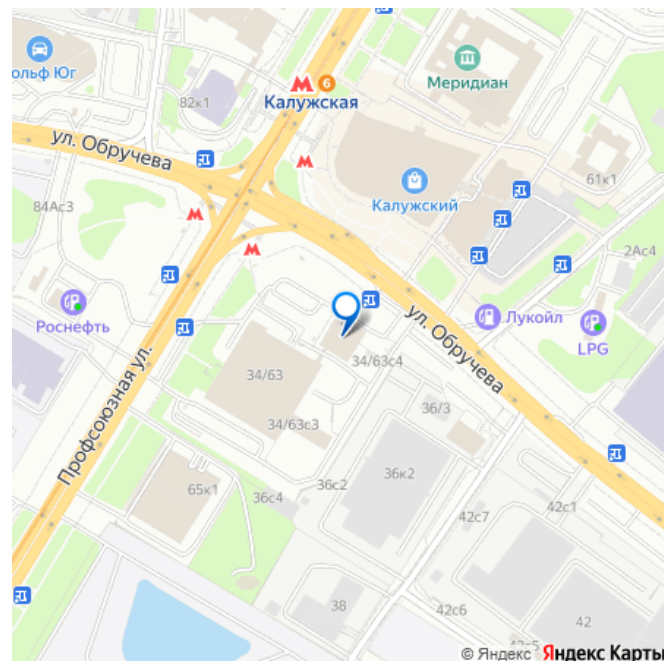 ольф Юг
82к1
М 6
Калужская
Меридиан
ул. Обручева
М
61к1
Калужский
84Ас3
М
М
2Ас4
Роснефть
Лукойл
LPG
ул. Обручева
34/63с4
34/63
Профсоюзная ул.
36/3
34/63с3
36к2
65к1
36с4
36с2
42с1
42с7
38
42с6
42
42с5
© Яндекс Яндекс Карты